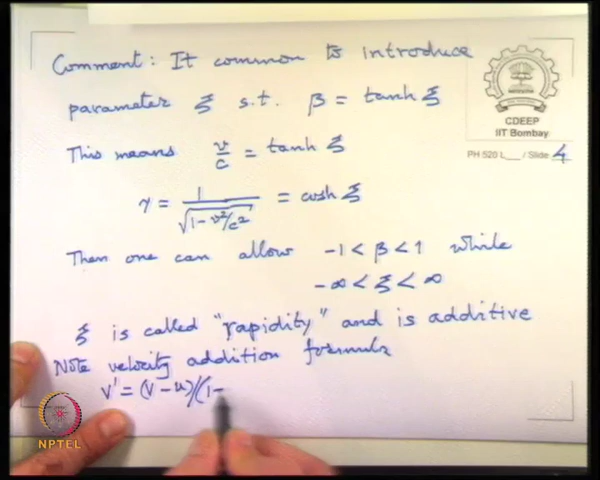 Comment: It common to introduce
parameter ξ s.t. β = tanh ξ
CDEEP
IIT Bombay
This means v/c = tanh ξ
PH 520 L___ / Slide 4
γ = 1/√(1 - v²/c²) = cosh ξ
Then one can allow -1 < β < 1 while
-∞ < ξ < ∞
ξ is called "rapidity" and is additive
Note velocity addition formula
v' = (v - u)/(1 -
NPTEL